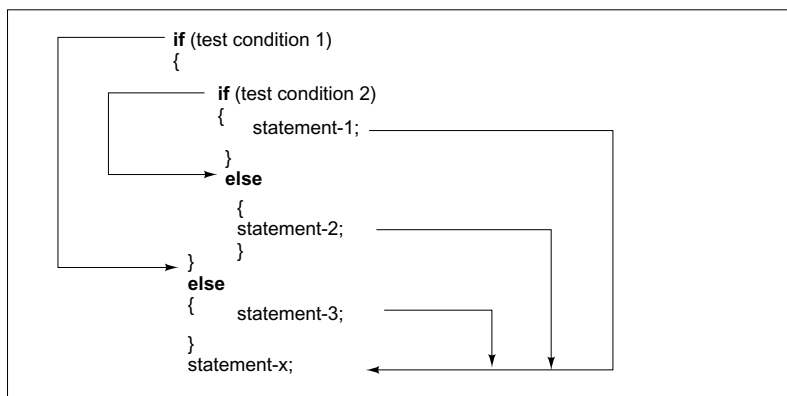 if (test condition 1)
{
if (test condition 2)
{
statement-1;
}
else
{
statement-2;
}
}
else
{
statement-3;
}
statement-x;